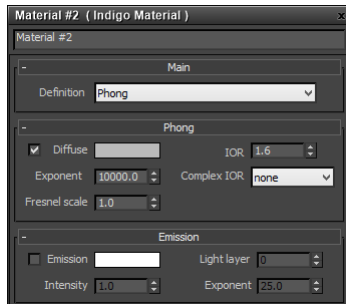 Material #2 ( Indigo Material ) x
Material #2
- Main
Definition Phong
- Phong
Diffuse IOR 1.6
Exponent 10000.0 Complex IOR none
Fresnel scale 1.0
- Emission
Emission Light layer 0
Intensity 1.0 Exponent 25.0